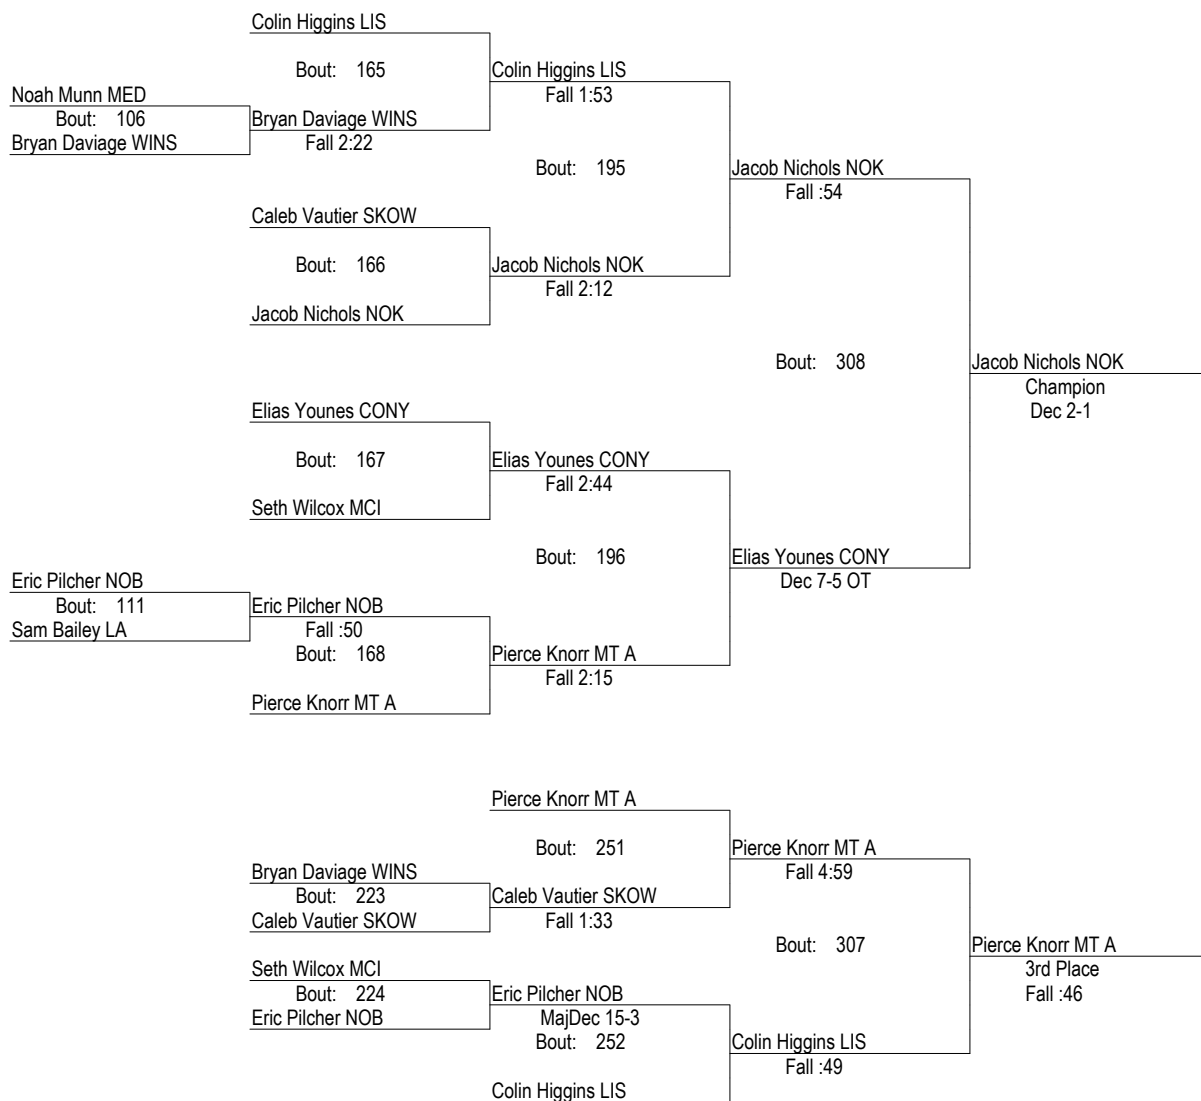 Colin Higgins LIS
Bout: 165
Colin Higgins LIS
Fall 1:53
Noah Munn MED
Bout: 106
Bryan Daviage WINS
Bryan Daviage WINS
Fall 2:22
Bout: 195
Jacob Nichols NOK
Fall :54
Caleb Vautier SKOW
Bout: 166
Jacob Nichols NOK
Fall 2:12
Jacob Nichols NOK
Bout: 308
Jacob Nichols NOK
Champion
Dec 2-1
Elias Younes CONY
Bout: 167
Elias Younes CONY
Fall 2:44
Seth Wilcox MCI
Bout: 196
Elias Younes CONY
Dec 7-5 OT
Eric Pilcher NOB
Bout: 111
Sam Bailey LA
Eric Pilcher NOB
Fall :50
Bout: 168
Pierce Knorr MT A
Fall 2:15
Pierce Knorr MT A
Pierce Knorr MT A
Bout: 251
Pierce Knorr MT A
Fall 4:59
Bryan Daviage WINS
Bout: 223
Caleb Vautier SKOW
Caleb Vautier SKOW
Fall 1:33
Bout: 307
Pierce Knorr MT A
3rd Place
Fall :46
Seth Wilcox MCI
Bout: 224
Eric Pilcher NOB
Eric Pilcher NOB
MajDec 15-3
Bout: 252
Colin Higgins LIS
Fall :49
Colin Higgins LIS